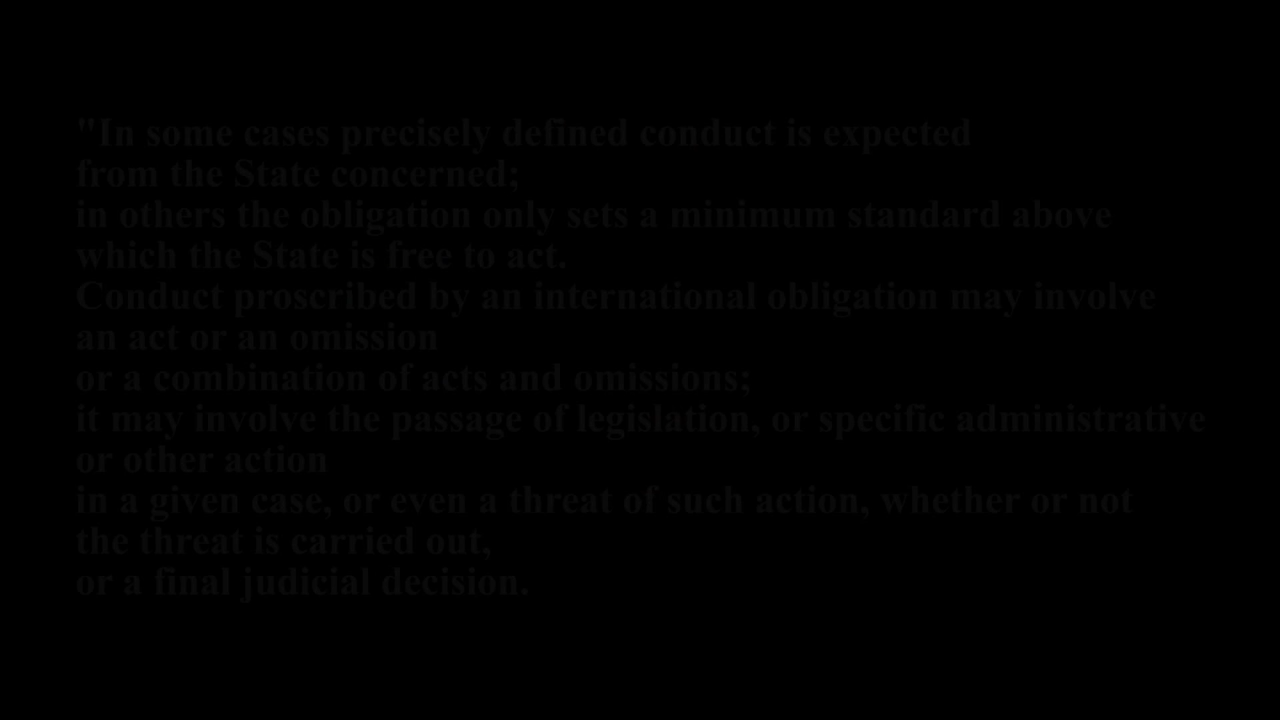 "In some cases precisely defined conduct is expected
from the State concerned;
in others the obligation only sets a minimum standard above
which the State is free to act.
Conduct proscribed by an international obligation may involve
an act or an omission
or a combination of acts and omissions;
it may involve the passage of legislation, or specific administrative
or other action
in a given case, or even a threat of such action, whether or not
the threat is carried out,
or a final judicial decision.